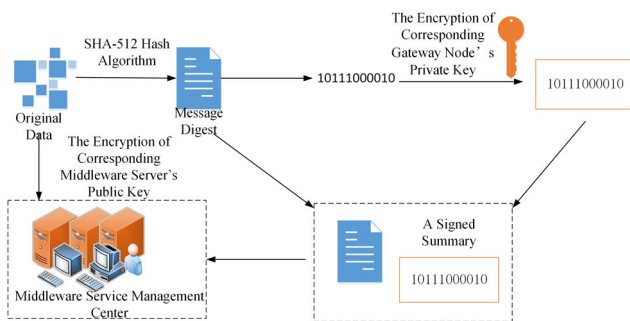 SHA-512 Hash
Algorithm
Original
Data
Message
Digest
10111000010
The Encryption of
Corresponding
Gateway Node’s
Private Key
10111000010
The Encryption of
Corresponding
Middleware Server's
Public Key
Middleware Service Management
Center
A Signed
Summary
10111000010